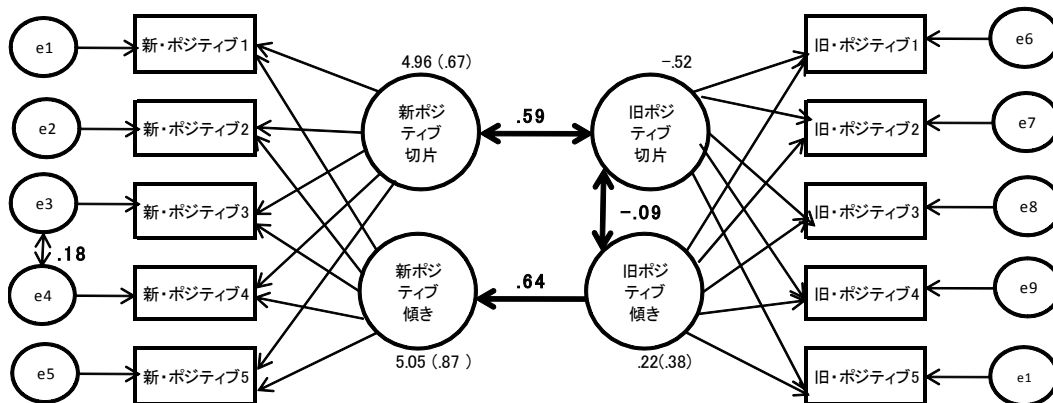 e1
新・ポジティブ1
4.96 (.67)
-.52
旧・ポジティブ1
e6
e2
新・ポジティブ2
新ポジ
ティブ
切片
.59
旧ポジ
ティブ
切片
旧・ポジティブ2
e7
e3
新・ポジティブ3
-.09
旧・ポジティブ3
e8
.18
e4
新・ポジティブ4
新ポジ
ティブ
傾き
.64
旧ポジ
ティブ
傾き
旧・ポジティブ4
e9
e5
新・ポジティブ5
5.05 (.87 )
.22(.38)
旧・ポジティブ5
e1